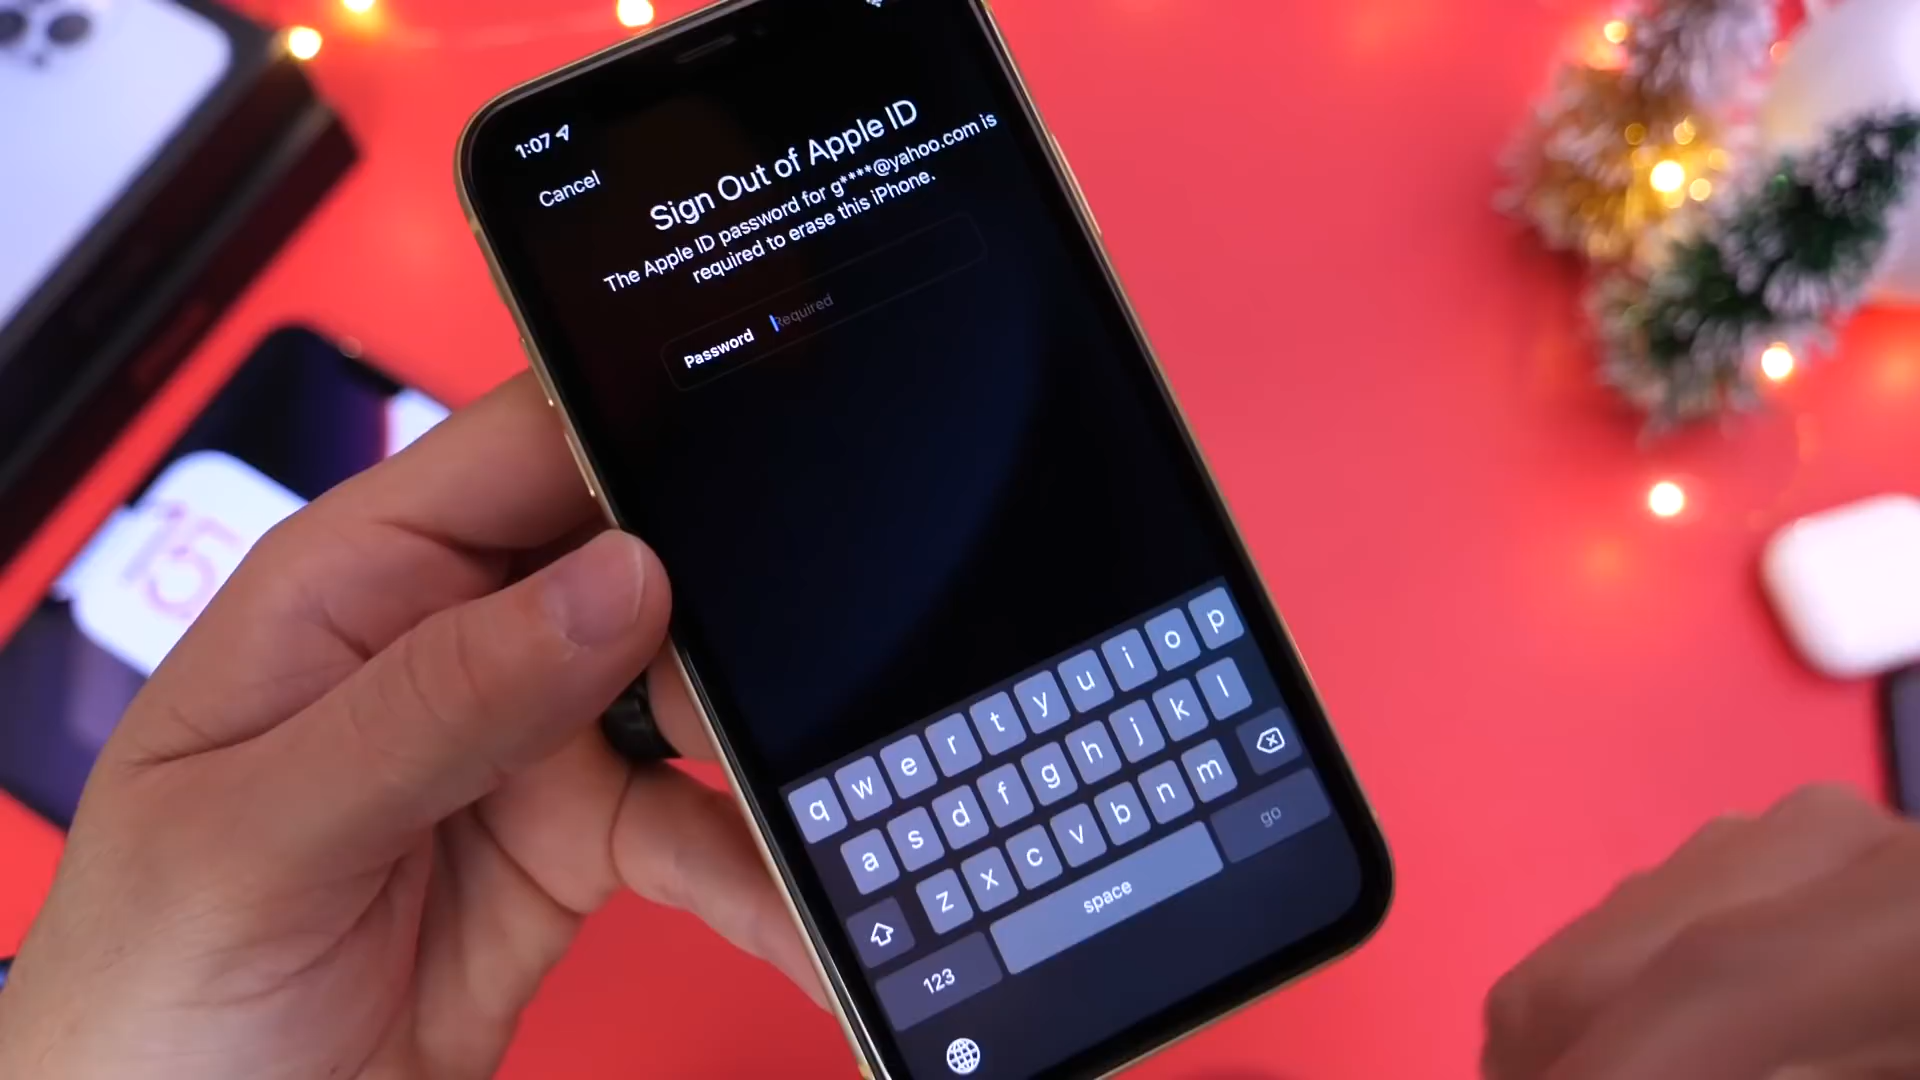 1:07
Cancel
Sign Out of Apple ID
The Apple ID password for g****@yahoo.com is
required to erase this iPhone.
Password Required
q w e r t y u i o p
a s d f g h j k l
z x c v b n m
123 space go
15